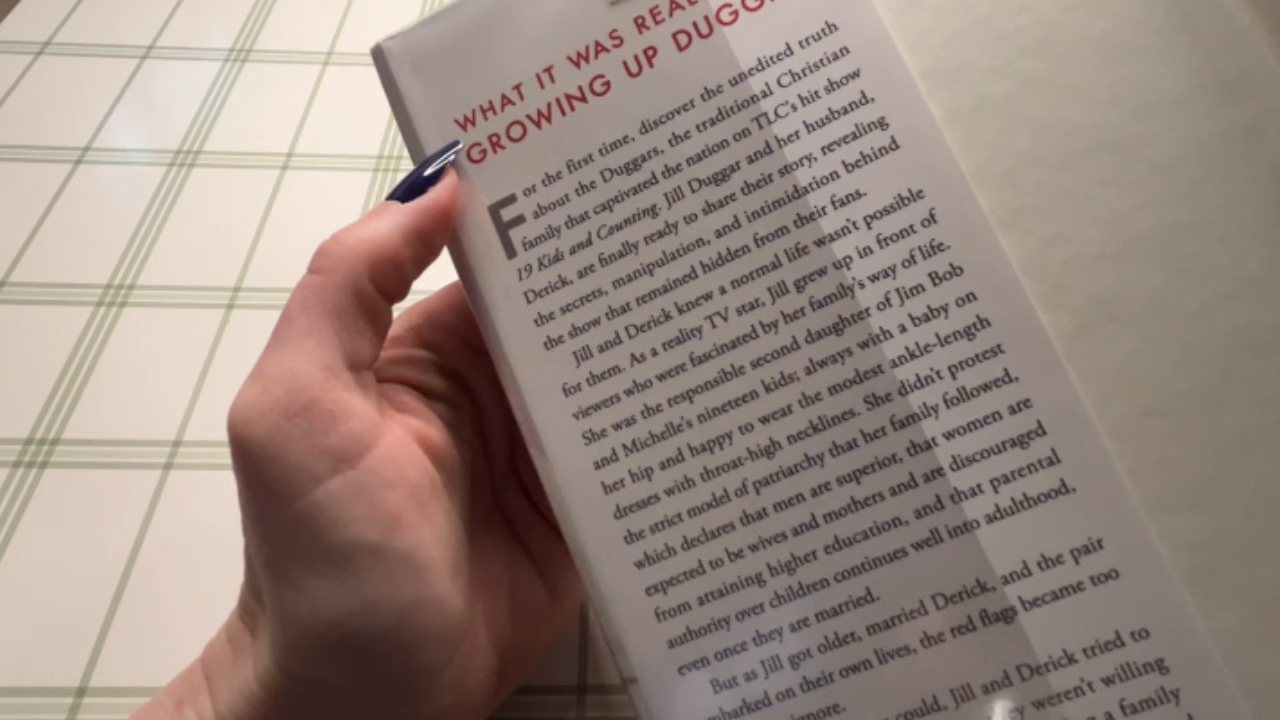 WHAT IT WAS REAL
GROWING UP DUGG
For the first time, discover the unedited truth
about the Duggars, the traditional Christian
family that captivated the nation on TLC's hit show
19 Kids and Counting. Jill Duggar and her husband,
Derick, are finally ready to share their story, revealing
the secrets, manipulation, and intimidation behind
the show that remained hidden from their fans.
Jill and Derick knew a normal life wasn't possible
for them. As a reality TV star, Jill grew up in front of
viewers who were fascinated by her family's way of life.
She was the responsible second daughter of Jim Bob
and Michelle's nineteen kids; always with a baby on
her hip and happy to wear the modest ankle-length
dresses with throat-high necklines. She didn't protest
the strict model of patriarchy that her family followed,
which declares that men are superior, that women are
expected to be wives and mothers and are discouraged
from attaining higher education, and that parental
authority over children continues well into adulthood,
even once they are married.
But as Jill got older, married Derick, and the pair
mbarked on their own lives, the red flags became too
ignore.
could, Jill and Derick tried to
y weren't willing
a family